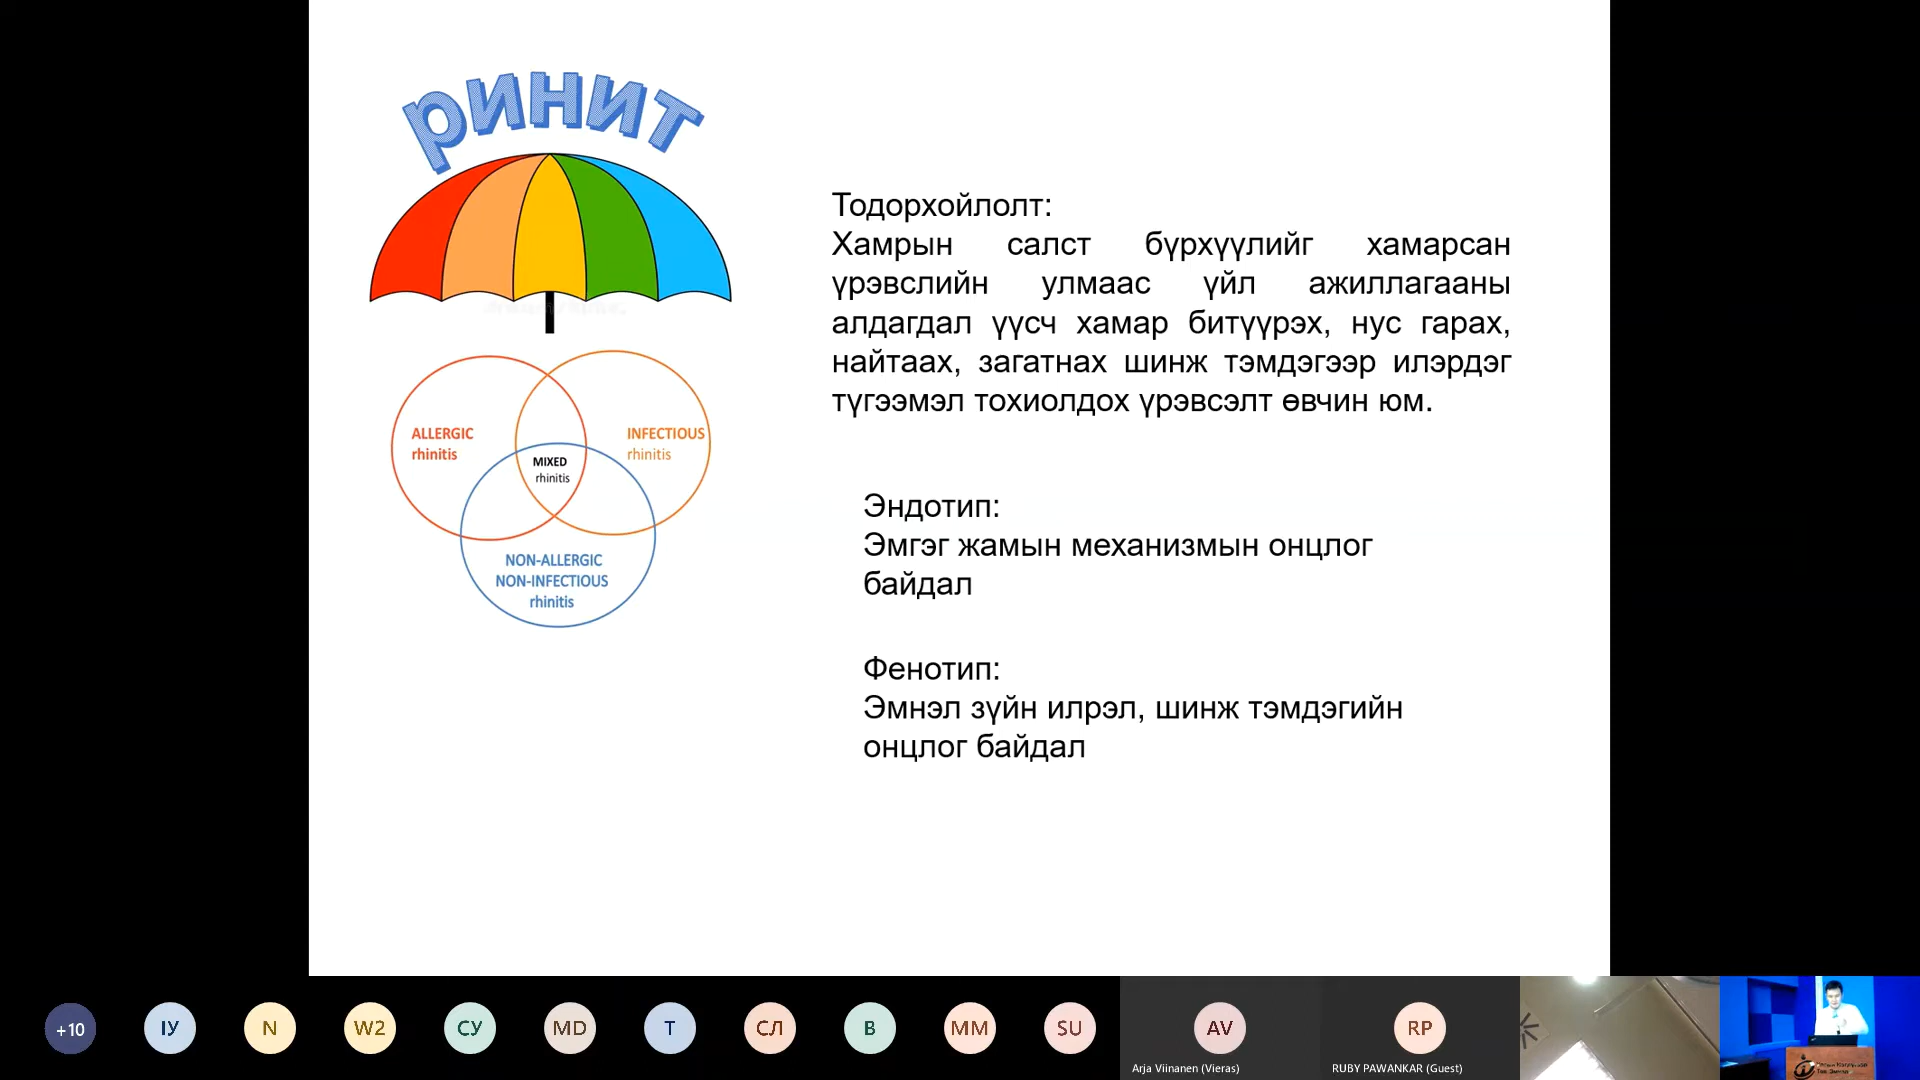 ринит
Тодорхойлолт:
Хамрын салст бүрхүүлийг хамарсан
үрэвслийн улмаас үйл ажиллагааны
алдагдал үүсч хамар битүүрэх, нус гарах,
найтаах, загатнах шинж тэмдэгээр илэрдэг
түгээмэл тохиолдох үрэвсэлт өвчин юм.
ALLERGIC
rhinitis
INFECTIOUS
rhinitis
MIXED
rhinitis
NON-ALLERGIC
NON-INFECTIOUS
rhinitis
Эндотип:
Эмгэг жамын механизмын онцлог
байдал
Фенотип:
Эмнэл зүйн илрэл, шинж тэмдэгийн
онцлог байдал
+10
ІУ
N
W2
СУ
MD
T
СЛ
B
MM
SU
AV
RP
Arja Viinanen (Vieras)
RUBY PAWANKAR (Guest)